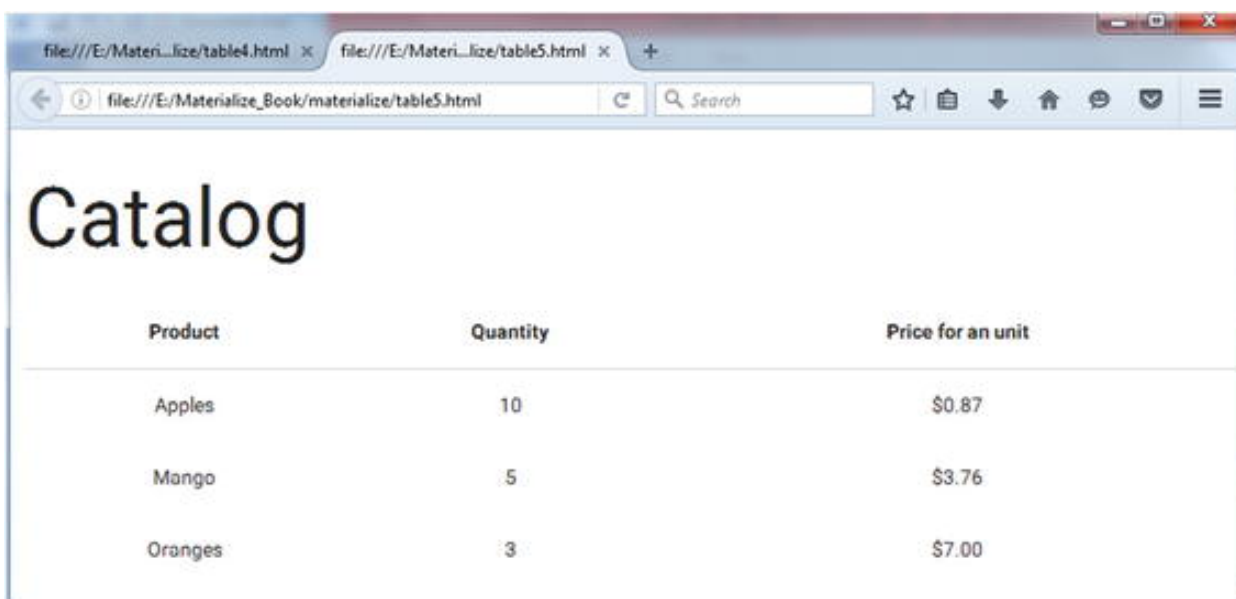 file:///E:/Materi...lize/table4.html × file:///E:/Materi...lize/table5.html × +
file:///E:/Materialize_Book/materialize/table5.html Search
Catalog
Product Quantity Price for an unit
Apples 10 $0.87
Mango 5 $3.76
Oranges 3 $7.00